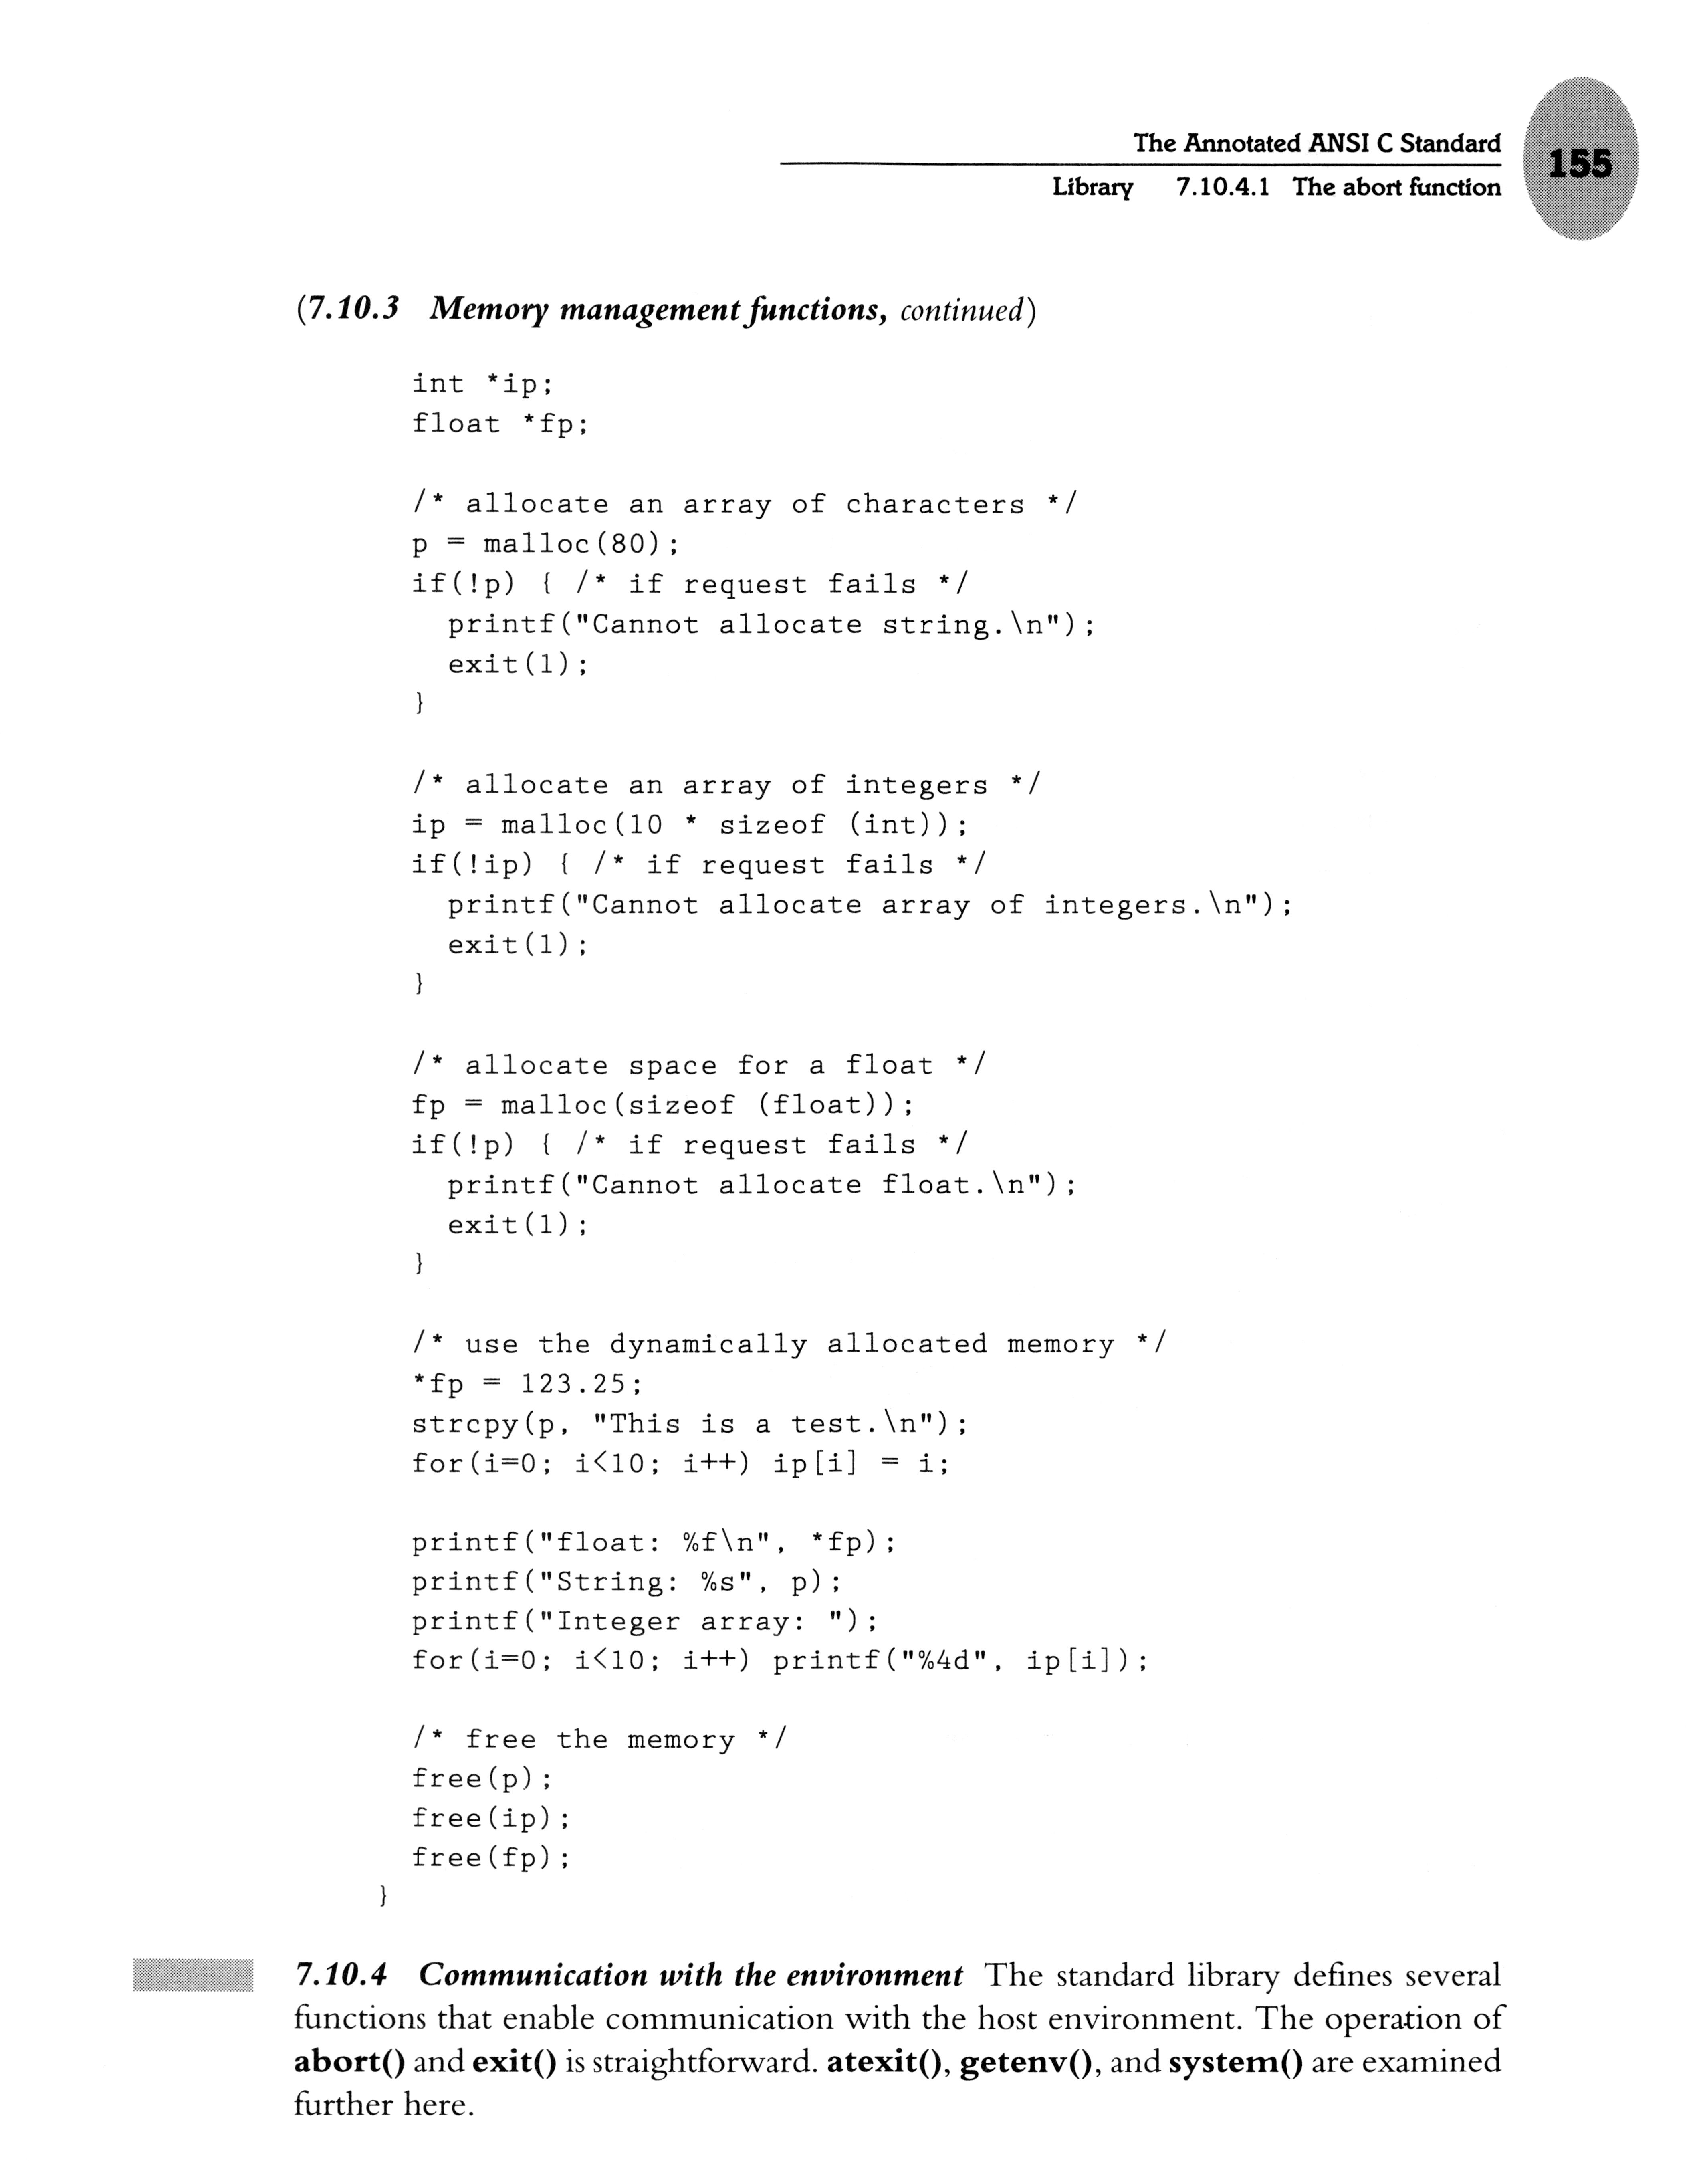 The Annotated ANSI C Standard
155
Library 7.10.4.1 The abort function
(7.10.3 Memory management functions, continued)
int *ip;
float *fp;
/* allocate an array of characters */
p = malloc(80);
if(!p) { /* if request fails */
printf("Cannot allocate string.\n");
exit(1);
}
/* allocate an array of integers */
ip = malloc(10 * sizeof (int));
if(!ip) { /* if request fails */
printf("Cannot allocate array of integers.\n");
exit(1);
}
/* allocate space for a float */
fp = malloc(sizeof (float));
if(!p) { /* if request fails */
printf("Cannot allocate float.\n");
exit(1);
}
/* use the dynamically allocated memory */
*fp = 123.25;
strcpy(p, "This is a test.\n");
for(i=0; i<10; i++) ip[i] = i;
printf("float: %f\n", *fp);
printf("String: %s", p);
printf("Integer array: ");
for(i=0; i<10; i++) printf("%4d", ip[i]);
/* free the memory */
free(p);
free(ip);
free(fp);
}
7.10.4 Communication with the environment The standard library defines several
functions that enable communication with the host environment. The operation of
abort() and exit() is straightforward. atexit(), getenv(), and system() are examined
further here.